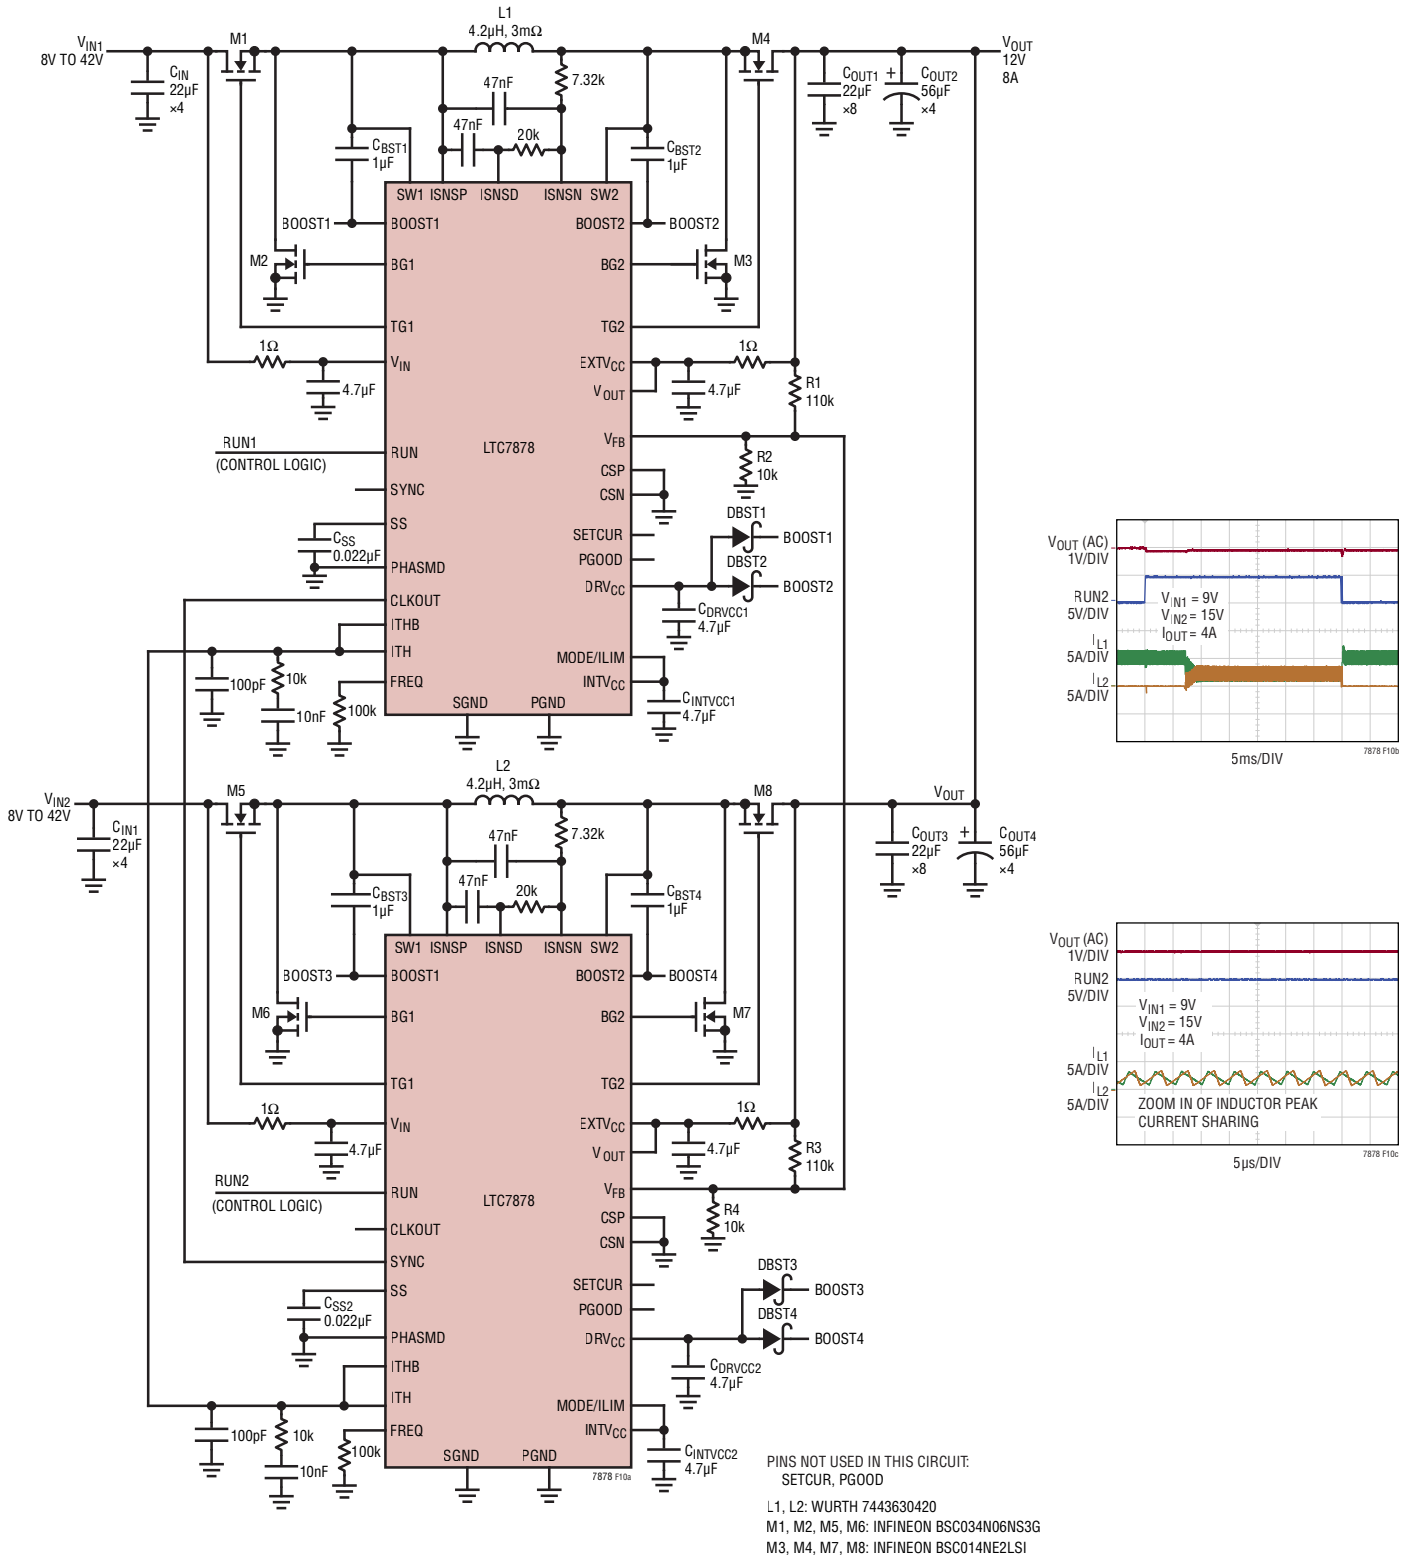 L1
4.2µH, 3mΩ
VIN1
8V TO 42V
M1
M4
VOUT
12V
8A
CIN
22µF
×4
47nF
7.32k
COUT1
22µF
×8
+
COUT2
56µF
×4
47nF
20k
CBST1
1µF
CBST2
1µF
SW1 ISNSP ISNSD ISNSN SW2
BOOST1
BOOST1
BOOST2
BOOST2
M2
BG1
BG2
M3
TG1
TG2
1Ω
VIN
4.7µF
EXTVCC
1Ω
VOUT
4.7µF
R1
110k
RUN1
(CONTROL LOGIC)
RUN
LTC7878
VFB
R2
10k
CSP
CSN
SYNC
SS
CSS
0.022µF
PHASMD
SETCUR
PGOOD
DRVCC
DBST1
BOOST1
DBST2
BOOST2
CDRVCC1
4.7µF
CLKOUT
ITHB
ITH
MODE/ILIM
FREQ
INTVCC
100pF
10k
10nF
100k
SGND
PGND
CINTVCC1
4.7µF
VOUT (AC)
1V/DIV
RUN2
5V/DIV
VIN1 = 9V
VIN2 = 15V
IOUT = 4A
IL1
5A/DIV
IL2
5A/DIV
5ms/DIV
7878 F10b
L2
4.2µH, 3mΩ
VIN2
8V TO 42V
M5
M8
VOUT
CIN1
22µF
×4
47nF
7.32k
COUT3
22µF
×8
+
COUT4
56µF
×4
47nF
20k
CBST3
1µF
CBST4
1µF
SW1 ISNSP ISNSD ISNSN SW2
BOOST3
BOOST1
BOOST2
BOOST4
M6
BG1
BG2
M7
TG1
TG2
1Ω
VIN
4.7µF
EXTVCC
1Ω
VOUT
4.7µF
R3
110k
RUN2
(CONTROL LOGIC)
RUN
LTC7878
VFB
R4
10k
CSP
CSN
CLKOUT
SYNC
SS
CSS2
0.022µF
PHASMD
SETCUR
PGOOD
DRVCC
DBST3
BOOST3
DBST4
BOOST4
CDRVCC2
4.7µF
ITHB
ITH
MODE/ILIM
FREQ
INTVCC
100pF
10k
10nF
100k
SGND
PGND
CINTVCC2
4.7µF
7878 F10a
VOUT (AC)
1V/DIV
RUN2
5V/DIV
VIN1 = 9V
VIN2 = 15V
IOUT = 4A
IL1
5A/DIV
IL2
5A/DIV
ZOOM IN OF INDUCTOR PEAK
CURRENT SHARING
5µs/DIV
7878 F10c
PINS NOT USED IN THIS CIRCUIT:
SETCUR, PGOOD
L1, L2: WURTH 7443630420
M1, M2, M5, M6: INFINEON BSC034N06NS3G
M3, M4, M7, M8: INFINEON BSC014NE2LSI